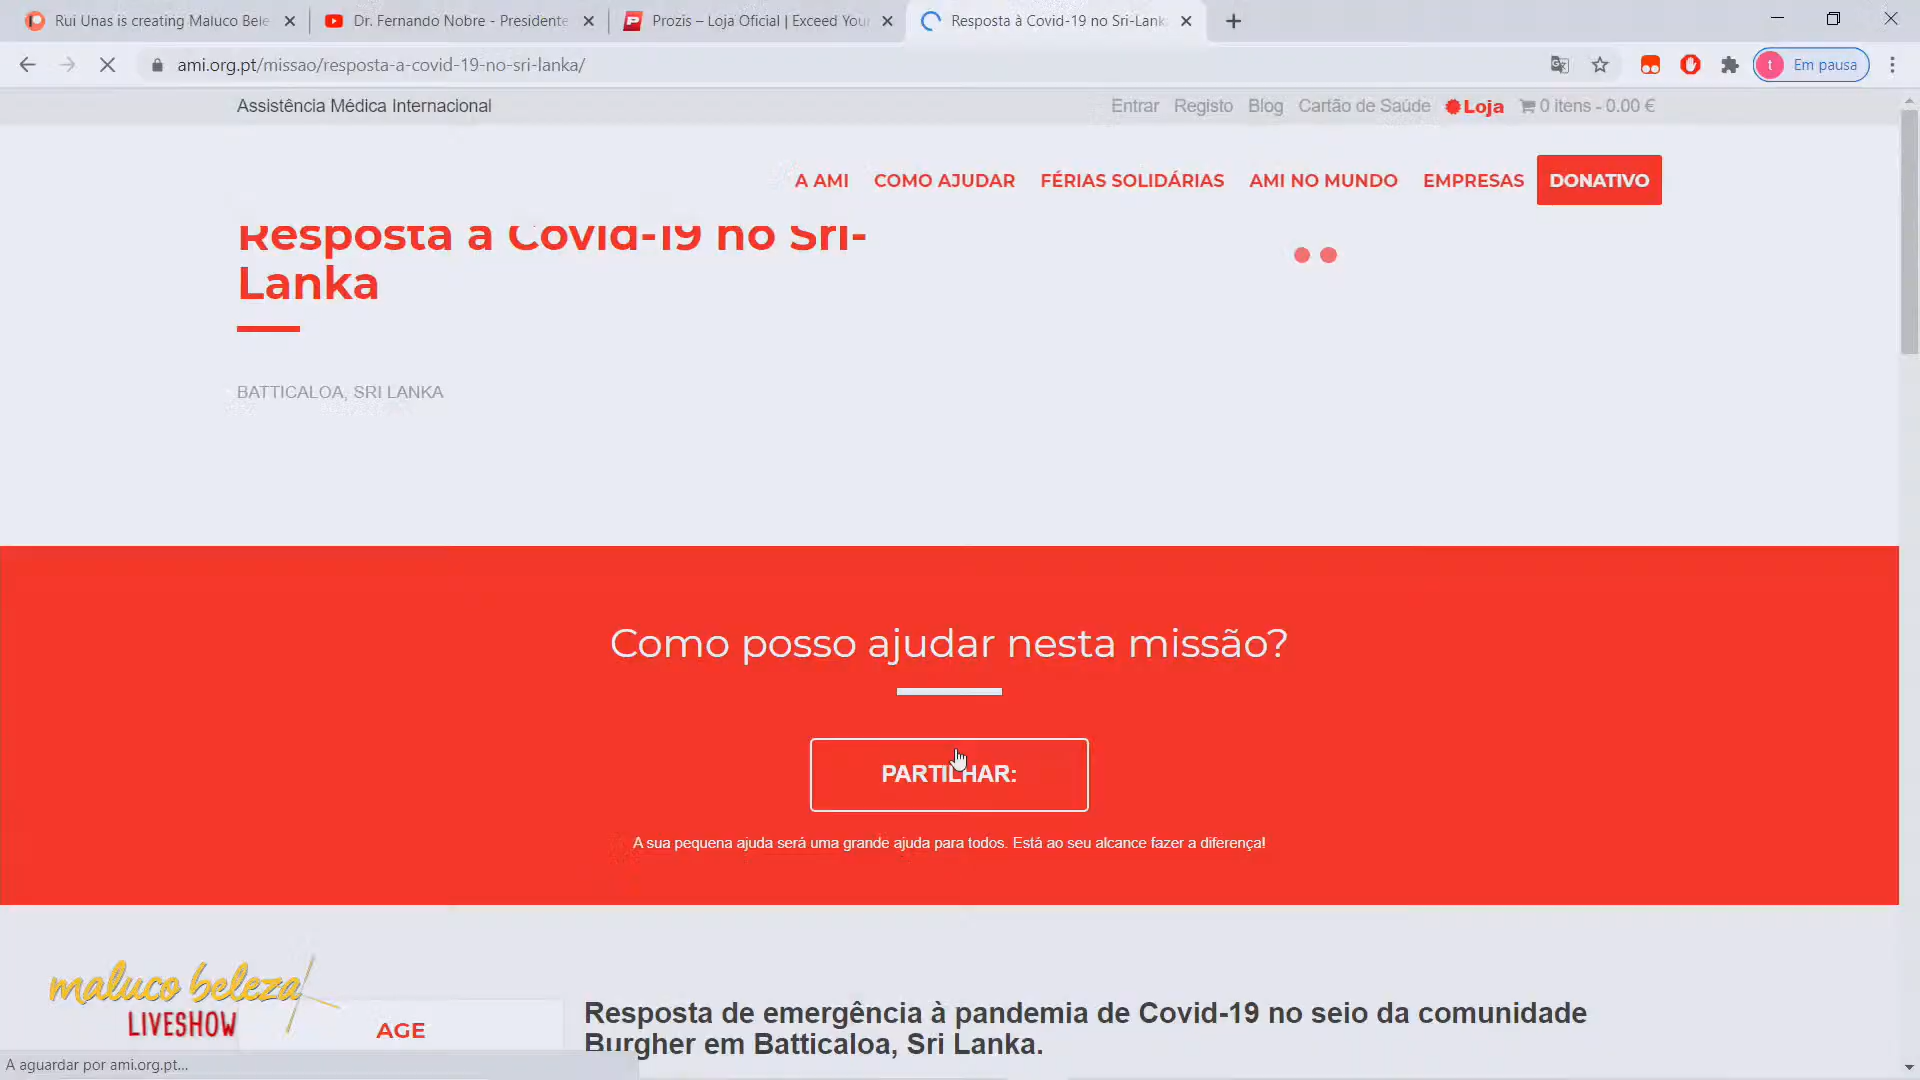 Rui Unas is creating Maluco Bele
Dr. Fernando Nobre - Presidente
Prozis – Loja Oficial | Exceed Your
Resposta à Covid-19 no Sri-Lank
ami.org.pt/missao/resposta-a-covid-19-no-sri-lanka/
t Em pausa
Assistência Médica Internacional
Entrar Registo Blog Cartão de Saúde Loja 0 itens - 0.00 €
A AMI COMO AJUDAR FÉRIAS SOLIDÁRIAS AMI NO MUNDO EMPRESAS DONATIVO
Resposta à Covid-19 no Sri-
Lanka
BATTICALOA, SRI LANKA
Como posso ajudar nesta missão?
PARTILHAR:
A sua pequena ajuda será uma grande ajuda para todos. Está ao seu alcance fazer a diferença!
maluco beleza
LIVESHOW
AGE
Resposta de emergência à pandemia de Covid-19 no seio da comunidade
Burgher em Batticaloa, Sri Lanka.
A aguardar por ami.org.pt...